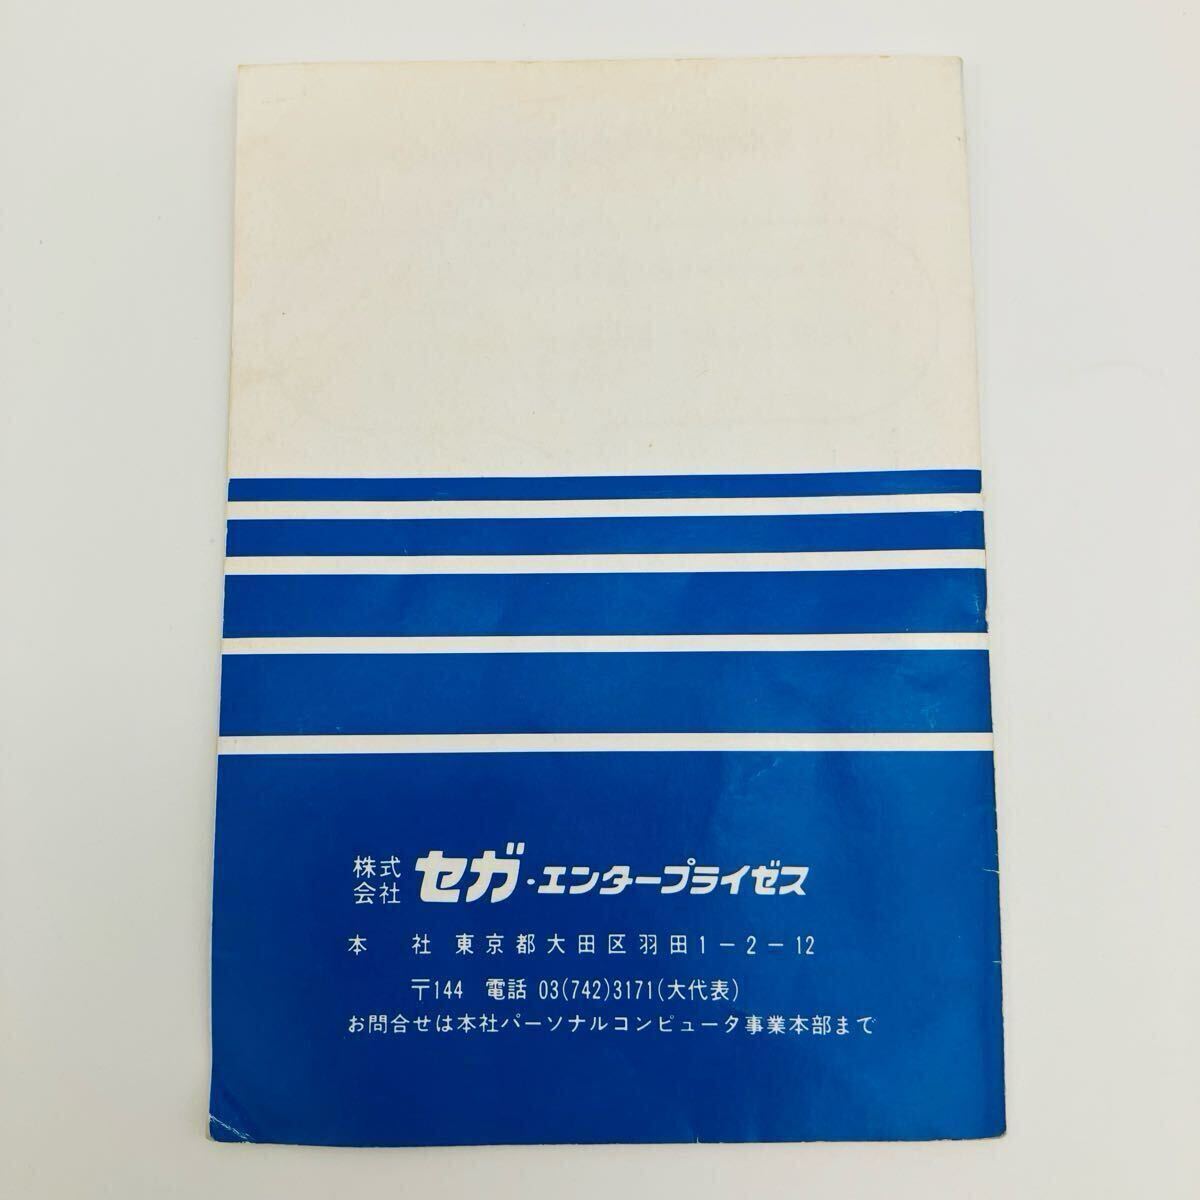 株式会社 セガ・エンタープライゼス
本社 東京都大田区羽田1-2-12
〒144 電話 03(742)3171(大代表)
お問合せは本社パーソナルコンピュータ事業本部まで